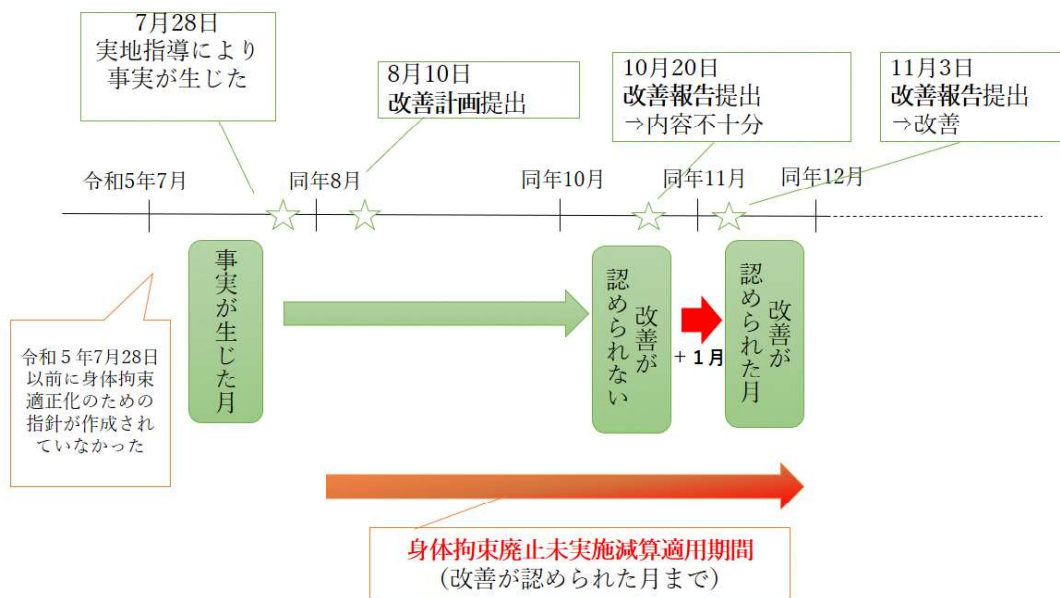 7月28日
実地指導により
事実が生じた
8月10日
改善計画提出
10月20日
改善報告提出
→内容不十分
11月3日
改善報告提出
→改善
令和5年7月
同年8月
同年10月
同年11月
同年12月
事実が生じた月
改善が
認められない
+1月
改善が
認められた月
令和5年7月28日
以前に身体拘束
適正化のための
指針が作成され
ていなかった
身体拘束廃止未実施減算適用期間
(改善が認められた月まで)